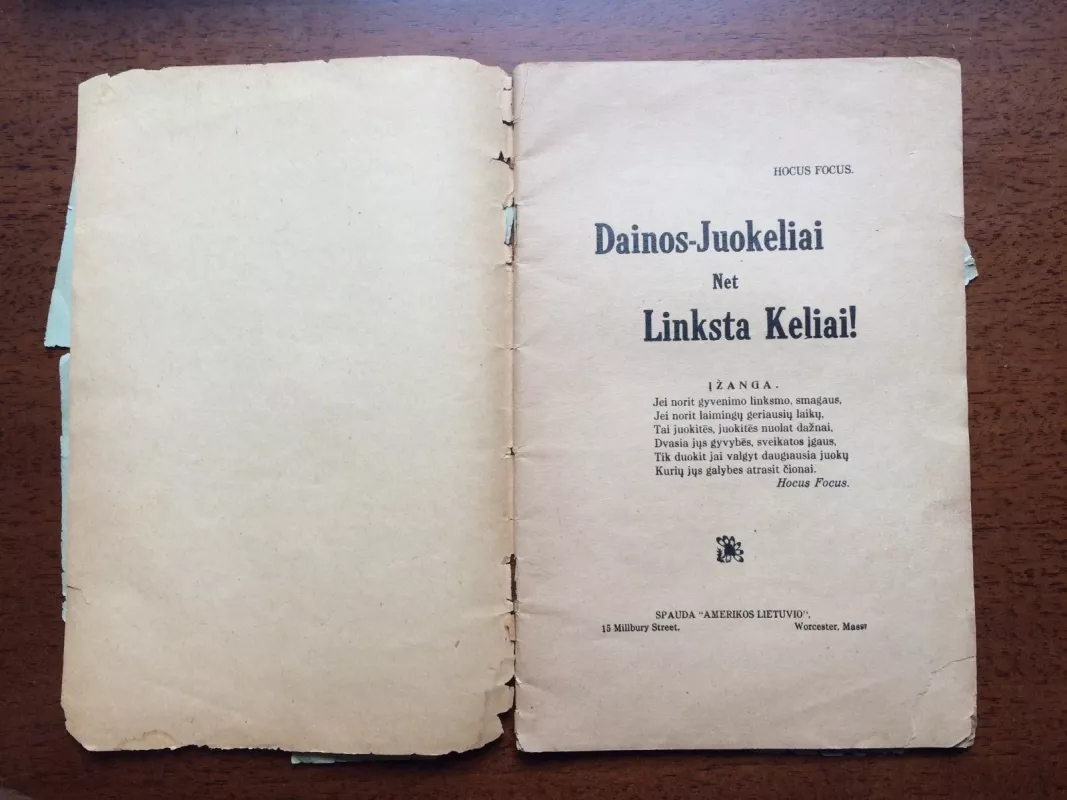 HOCUS FOCUS.
Dainos-Juokeliai
Net
Linksta Keliai!
ĮŽANGA.
Jei norit gyvenimo linksmo, smagaus,
Jei norit laimingų geriausių laikų,
Tai juokitės, juokitės nuolat dažnai,
Dvasia jųs gyvybės, sveikatos įgaus,
Tik duokit jai valgyt daugiausia juokų
Kurių jųs galybes atrasit čionai.
Hocus Focus.
SPAUDA "AMERIKOS LIETUVIO",
15 Millbury Street, Worcester, Mass.